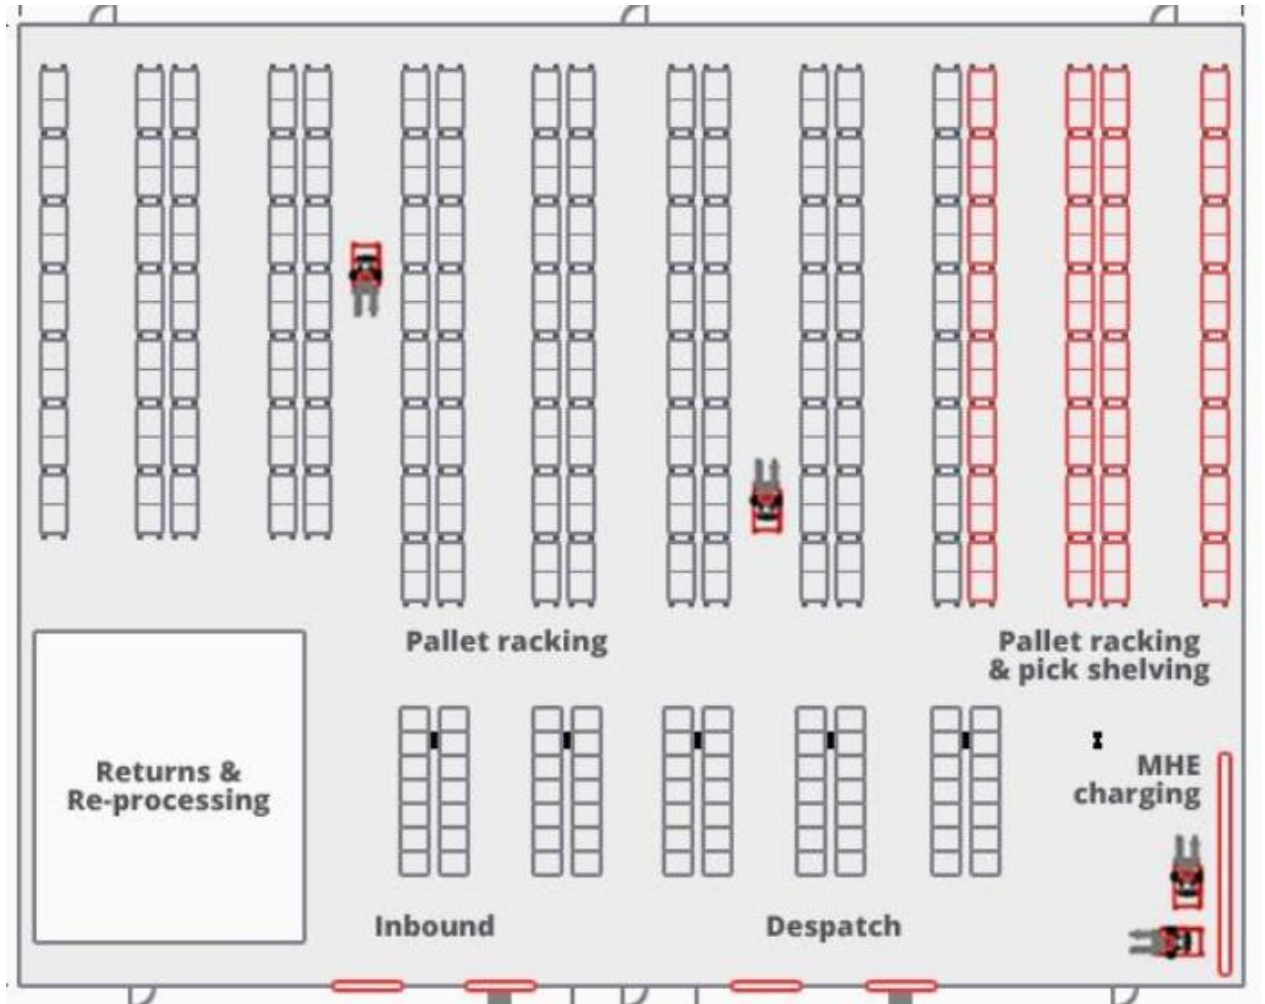 Pallet racking
Pallet racking
& pick shelving
Returns &
Re-processing
MHE
charging
Inbound
Despatch